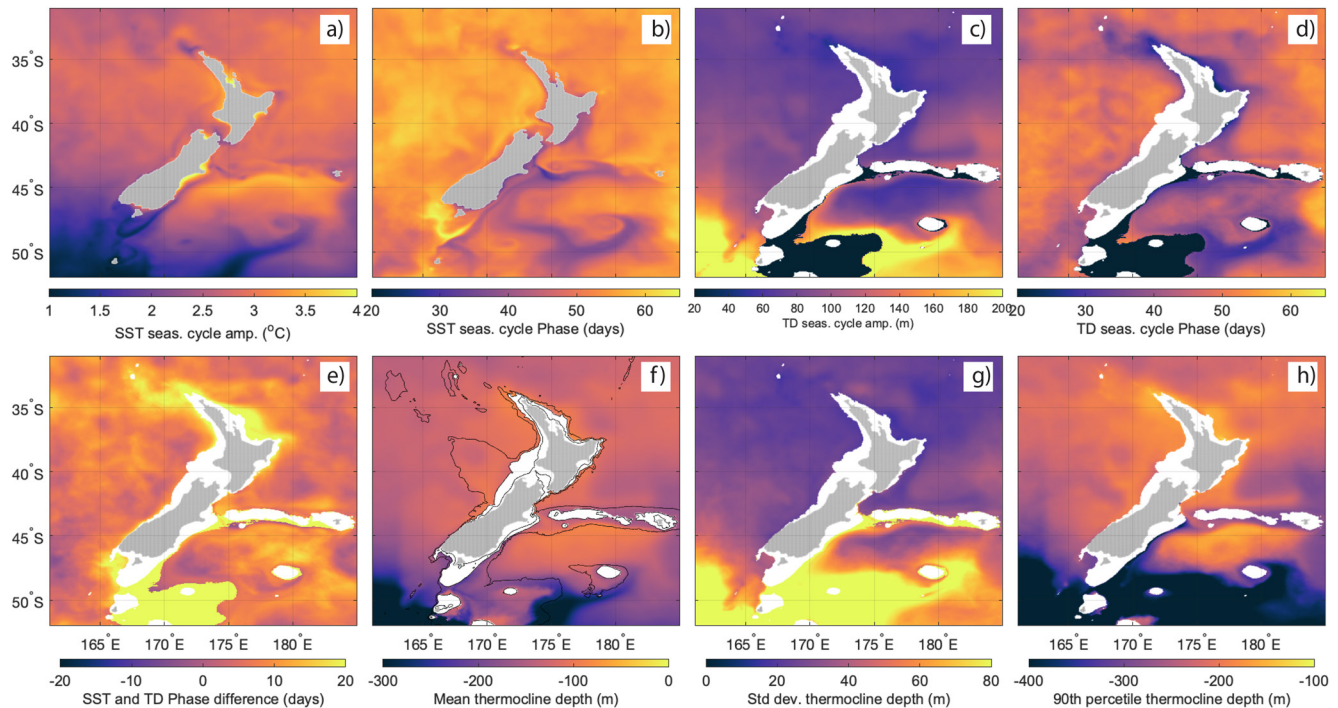 a) b) c) d)
35°S
40°S
45°S
50°S
1 1.5 2 2.5 3 3.5 4
20 30 40 50 60
20 40 60 80 100 120 140 160 180 200
20 30 40 50 60
SST seas. cycle amp. (°C) SST seas. cycle Phase (days) TD seas. cycle amp. (m) TD seas. cycle Phase (days)
e) f) g) h)
35°S
40°S
45°S
50°S
165°E 170°E 175°E 180° 165°E 170°E 175°E 180° 165°E 170°E 175°E 180° 165°E 170°E 175°E 180°
-20 -10 0 10 20
-300 -200 -100 0
0 20 40 60 80
-400 -300 -200 -100
SST and TD Phase difference (days) Mean thermocline depth (m) Std dev. thermocline depth (m) 90th percetile thermocline depth (m)